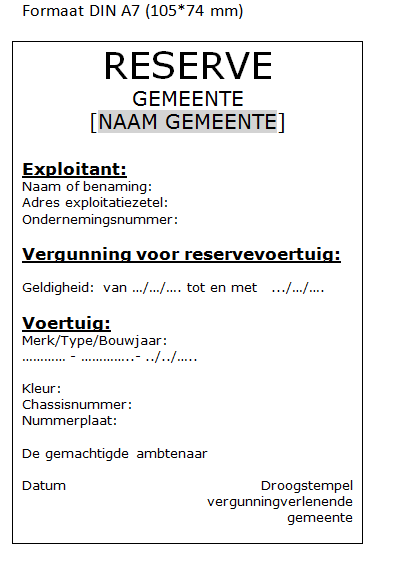 Formaat DIN A7 (105*74 mm)
RESERVE
GEMEENTE
[NAAM GEMEENTE]
Exploitant:
Naam of benaming:
Adres exploitatiezetel:
Ondernemingsnummer:
Vergunning voor reservevoertuig:
Geldigheid: van …/…/…. tot en met …/…/….
Voertuig:
Merk/Type/Bouwjaar:
………… - …………..- ../../…..
Kleur:
Chassisnummer:
Nummerplaat:
De gemachtigde ambtenaar
Datum Droogstempel
vergunningverlenende
gemeente